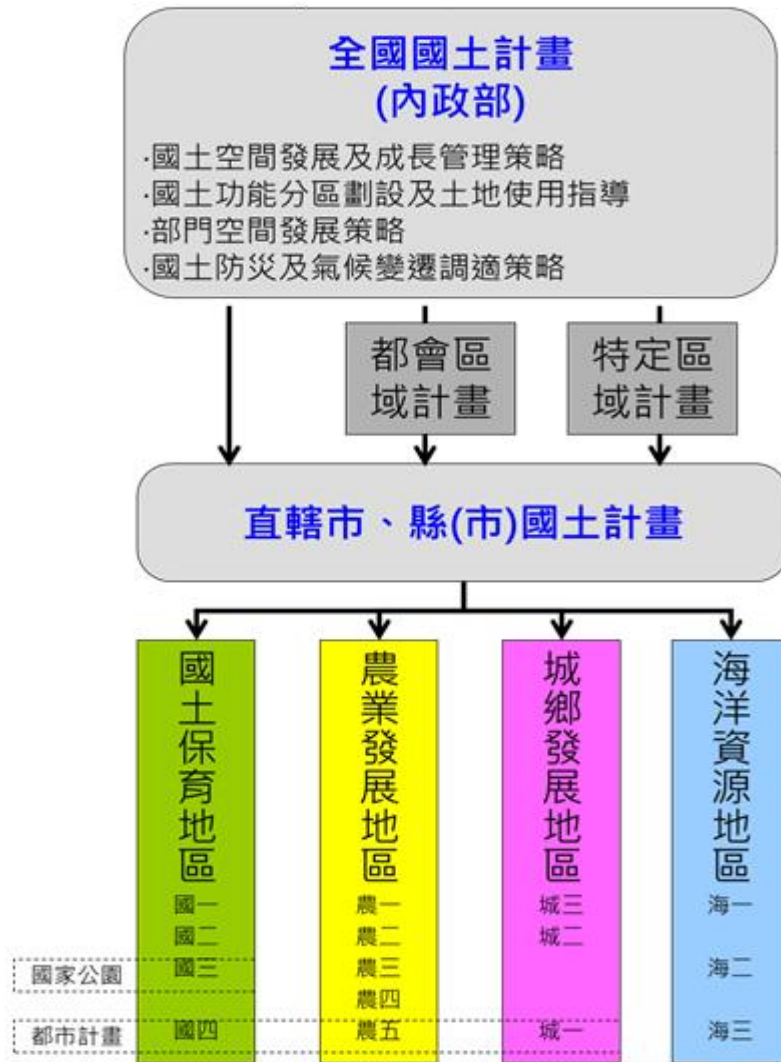 全國國土計畫
(內政部)
·國土空間發展及成長管理策略
·國土功能分區劃設及土地使用指導
·部門空間發展策略
·國土防災及氣候變遷調適策略
都會區
域計畫
特定區
域計畫
直轄市、縣(市)國土計畫
國土保育地區
國一
國二
國三
國四
農業發展地區
農一
農二
農三
農四
農五
城鄉發展地區
城三
城二
城一
海洋資源地區
海一
海二
海三
國家公園
都市計畫